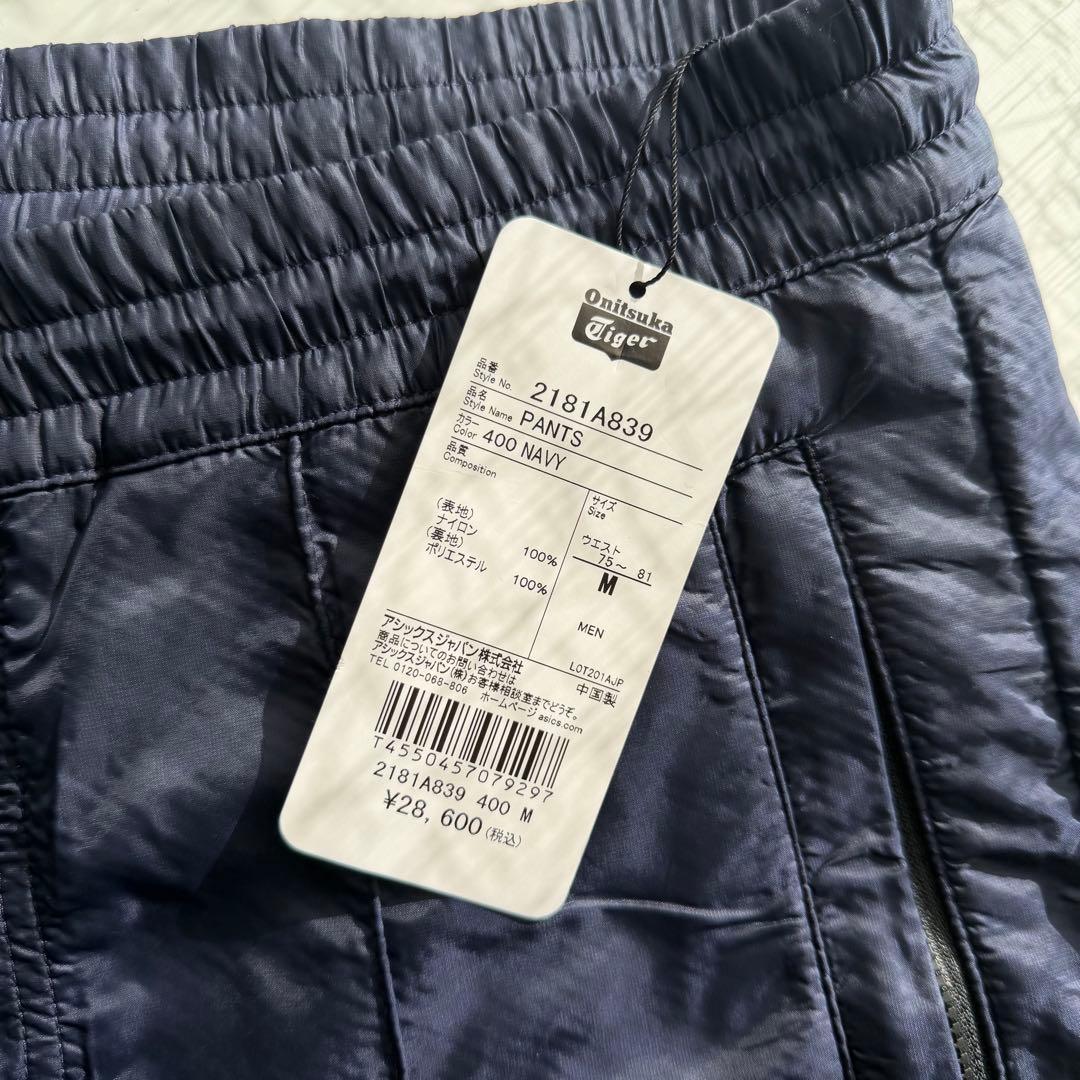 Onitsuka
Tiger
品番
Style No. 2181A839
品名
Style Name PANTS
カラー
Color 400 NAVY
品質
Composition
(表地)
ナイロン 100%
(裏地)
ポリエステル 100%
サイズ
Size
ウエスト
75～ 81
M
MEN
LOT201AJP
中国製
アシックスジャパン株式会社
商品についてのお問い合わせは
アシックスジャパン(株)お客様相談室までどうぞ。
TEL 0120-068-806 ホームページ asics.com
T4550457079297
2181A839 400 M
¥28,600(税込)